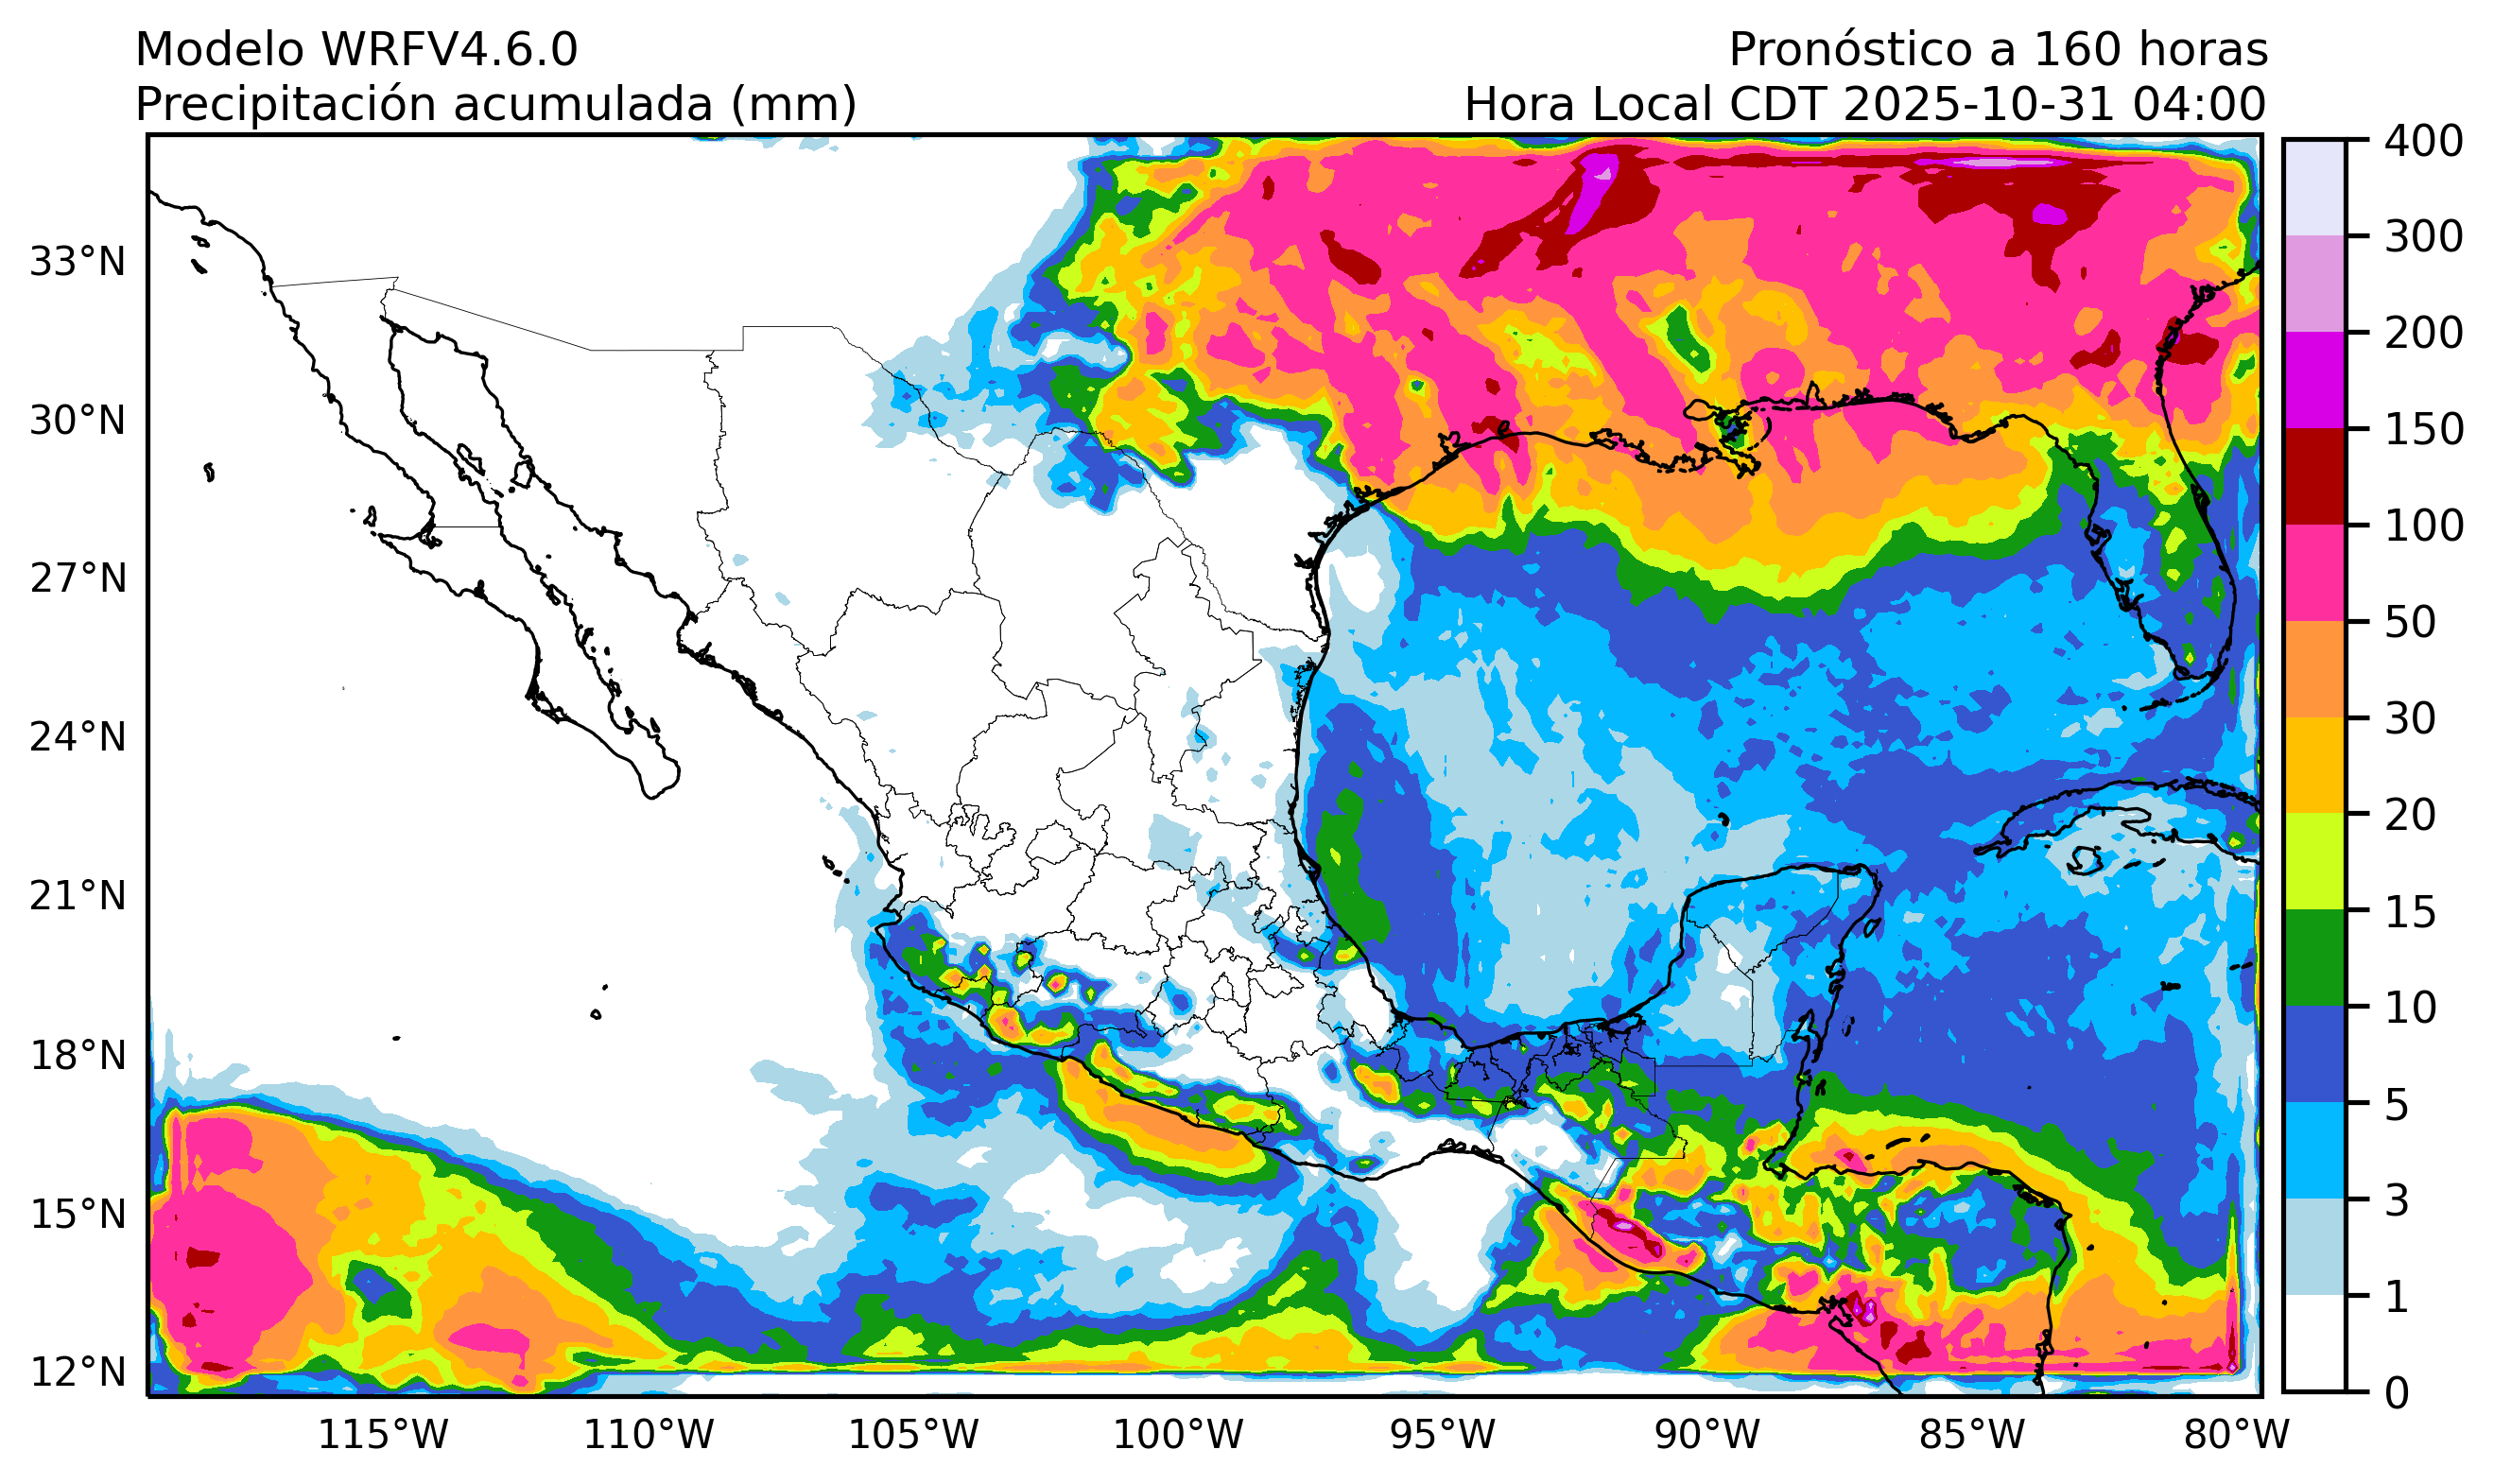 Modelo WRFV4.6.0
Pronóstico a 160 horas
Precipitación acumulada (mm)
Hora Local CDT 2025-10-31 04:00
33°N
30°N
27°N
24°N
21°N
18°N
15°N
12°N
115°W
110°W
105°W
100°W
95°W
90°W
85°W
80°W
400
300
200
150
100
50
30
20
15
10
5
3
1
0